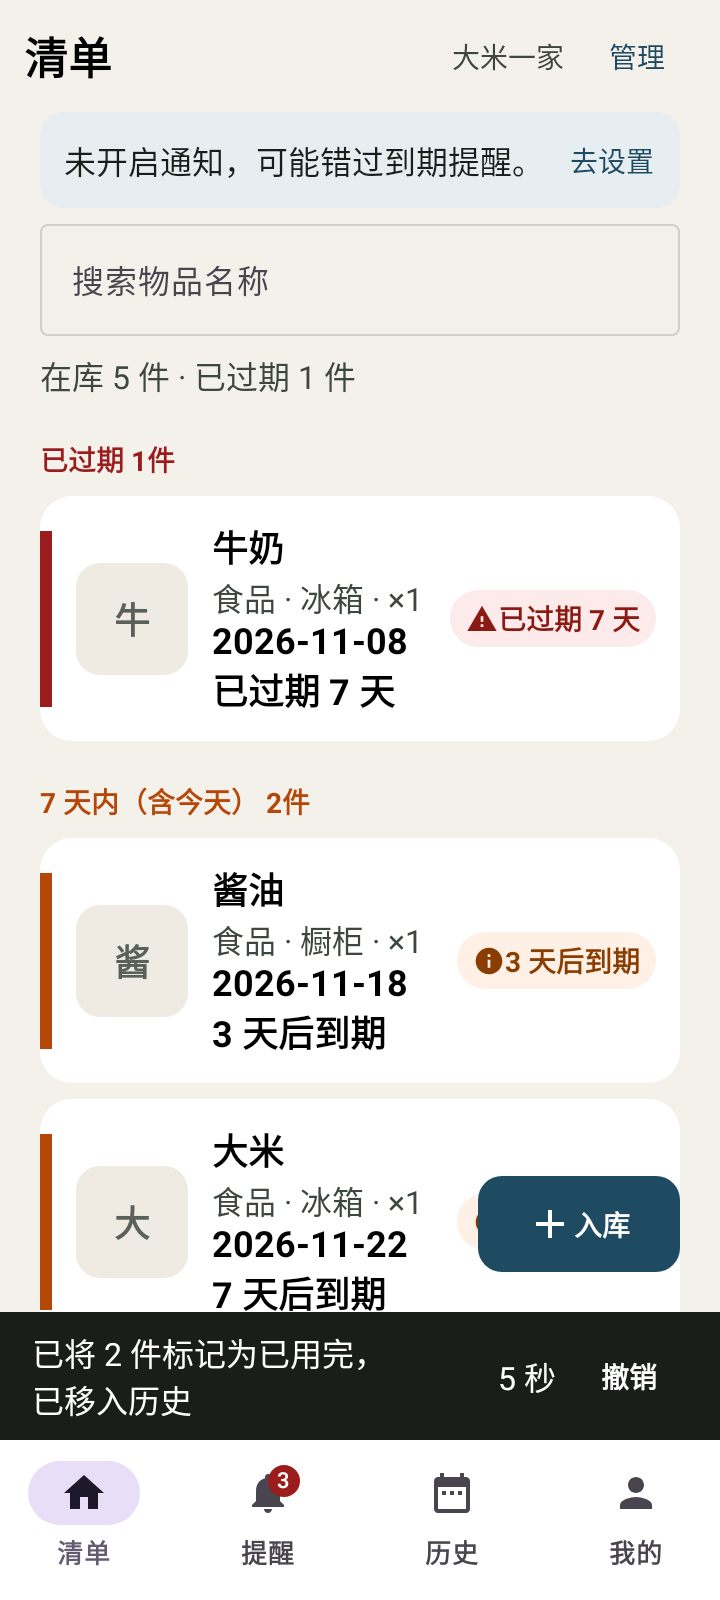 清单
大米一家 管理
未开启通知，可能错过到期提醒。 去设置
搜索物品名称
在库 5 件 · 已过期 1 件
已过期 1件
牛
牛奶
食品 · 冰箱 · ×1
2026-11-08
已过期 7 天
已过期 7 天
7 天内（含今天） 2件
酱
酱油
食品 · 橱柜 · ×1
2026-11-18
3 天后到期
3 天后到期
大
大米
食品 · 冰箱 · ×1
2026-11-22
7 天后到期
入库
已将 2 件标记为已用完，
已移入历史
5 秒 撤销
3
清单 提醒 历史 我的